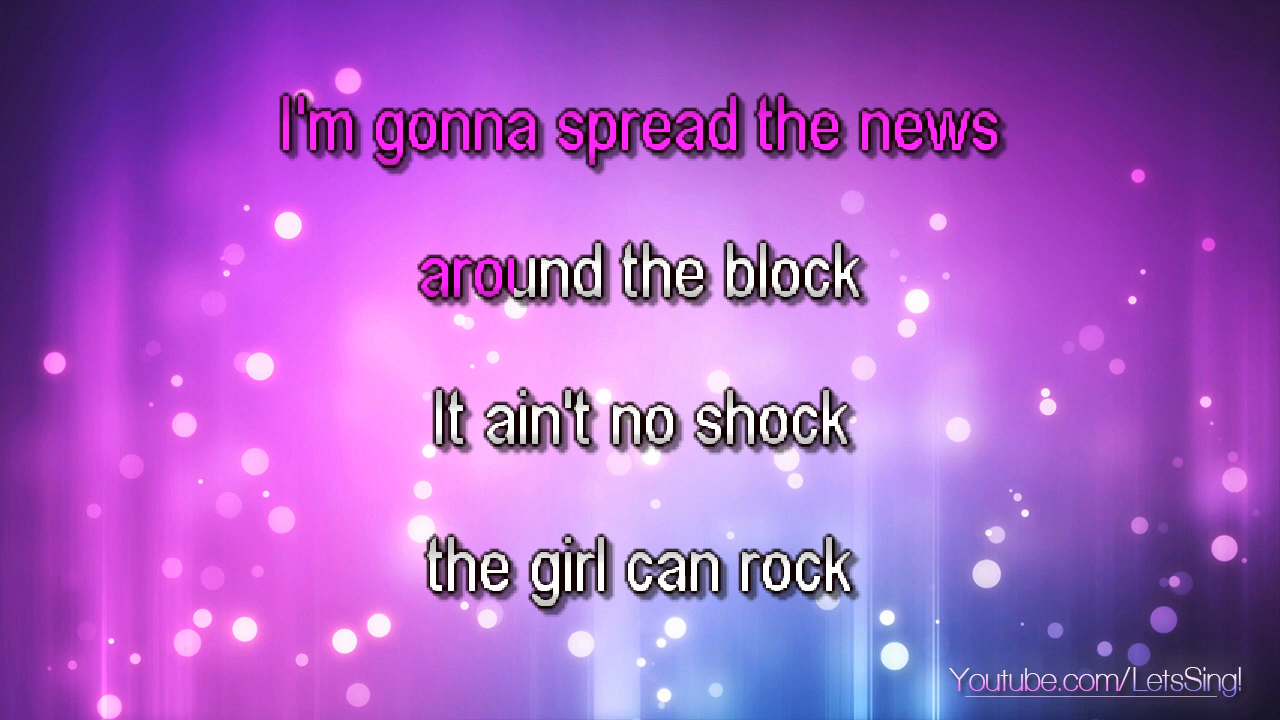 I'm gonna spread the news
around the block
It ain't no shock
the girl can rock
Youtube.com/LetsSing!